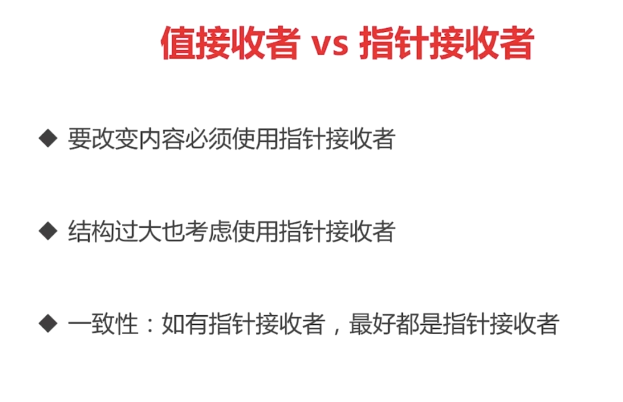 值接收者 vs 指针接收者
◆ 要改变内容必须使用指针接收者
◆ 结构过大也考虑使用指针接收者
◆ 一致性：如有指针接收者，最好都是指针接收者